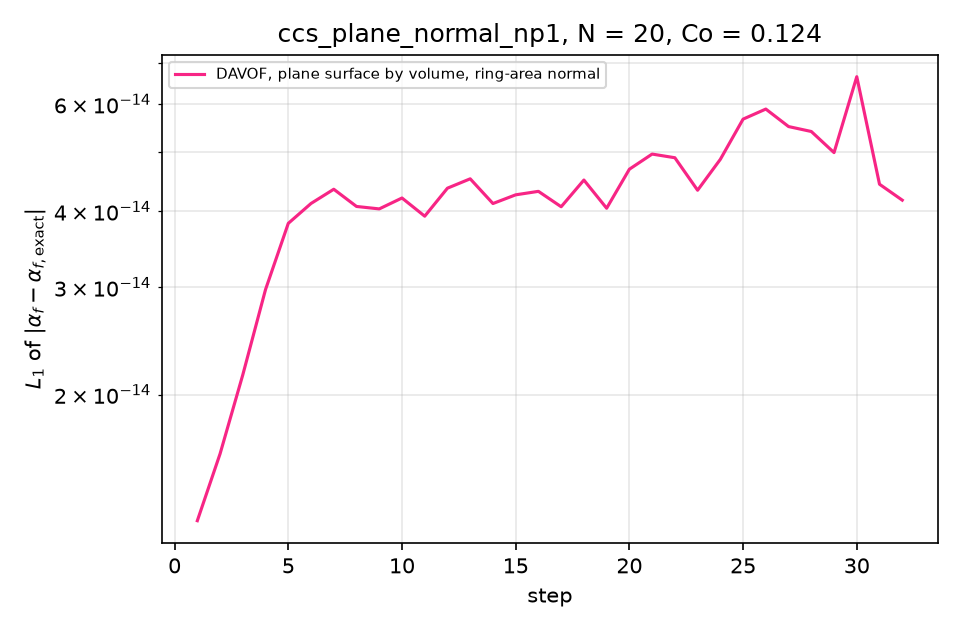 ccs_plane_normal_np1, N = 20, Co = 0.124
DAVOF, plane surface by volume, ring-area normal
6 × 10⁻¹⁴
4 × 10⁻¹⁴
3 × 10⁻¹⁴
2 × 10⁻¹⁴
L₁ of |α_f − α_{f, exact}|
0 5 10 15 20 25 30
step